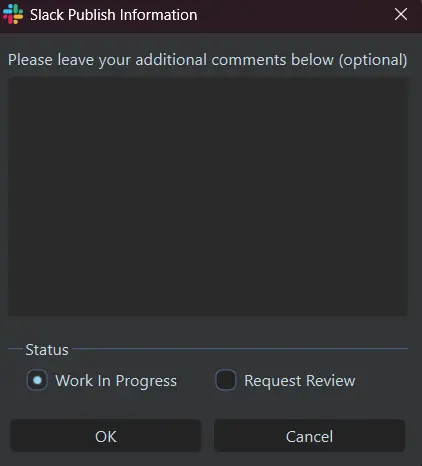 Slack Publish Information
Please leave your additional comments below (optional)
Status
Work In Progress Request Review
OK Cancel